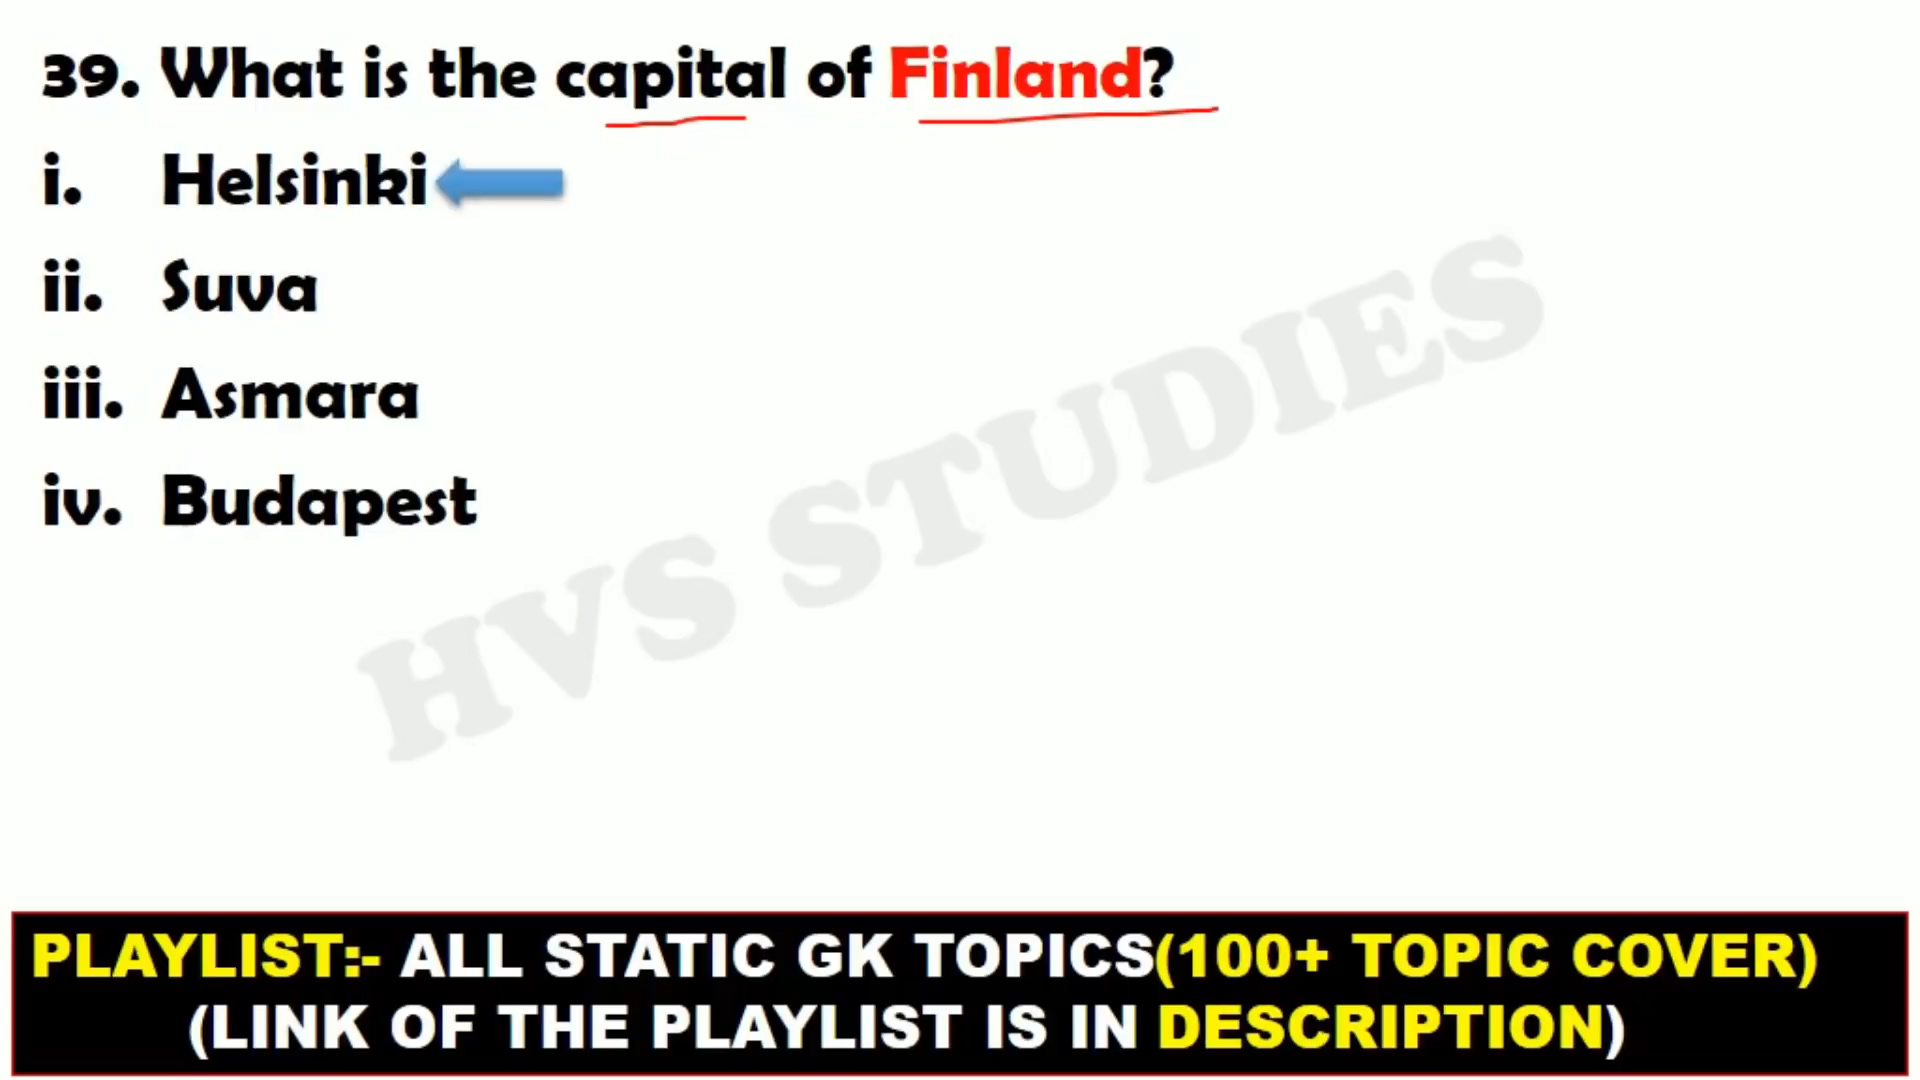 39. What is the capital of Finland?
i. Helsinki
ii. Suva
iii. Asmara
iv. Budapest
HVS STUDIES
PLAYLIST:- ALL STATIC GK TOPICS(100+ TOPIC COVER)
(LINK OF THE PLAYLIST IS IN DESCRIPTION)